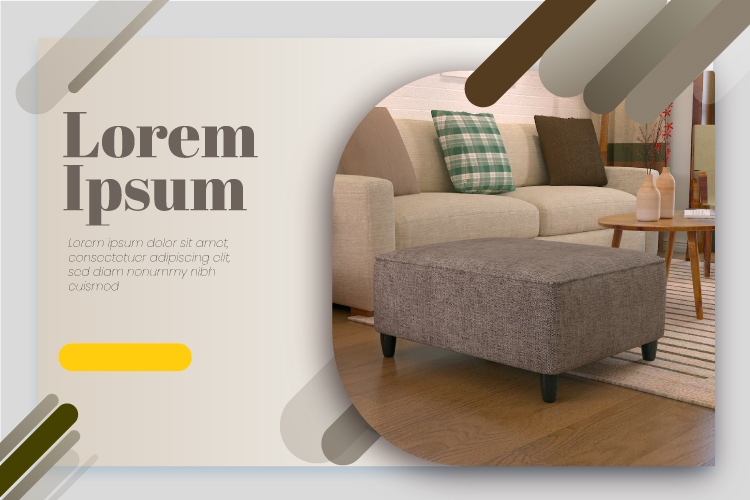 Lorem
Ipsum
Lorem ipsum dolor sit amet,
consectetuer adipiscing elit,
sed diam nonummy nibh
euismod